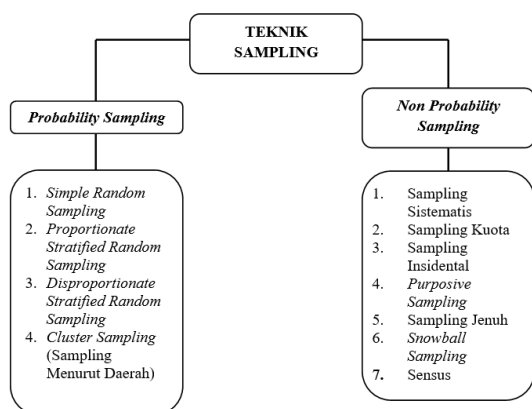 TEKNIK
SAMPLING
Probability Sampling
1. Simple Random
Sampling
2. Proportionate
Stratified Random
Sampling
3. Disproportionate
Stratified Random
Sampling
4. Cluster Sampling
(Sampling
Menurut Daerah)
Non Probability
Sampling
1. Sampling
Sistematis
2. Sampling Kuota
3. Sampling
Insidental
4. Purposive
Sampling
5. Sampling Jenuh
6. Snowball
Sampling
7. Sensus